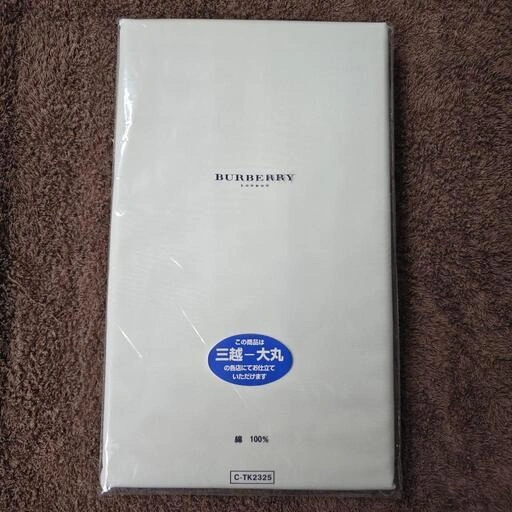 BURBERRY
LONDON
この商品は
三越－大丸
の各店にてお仕立て
いただけます
綿 100%
C-TK2325